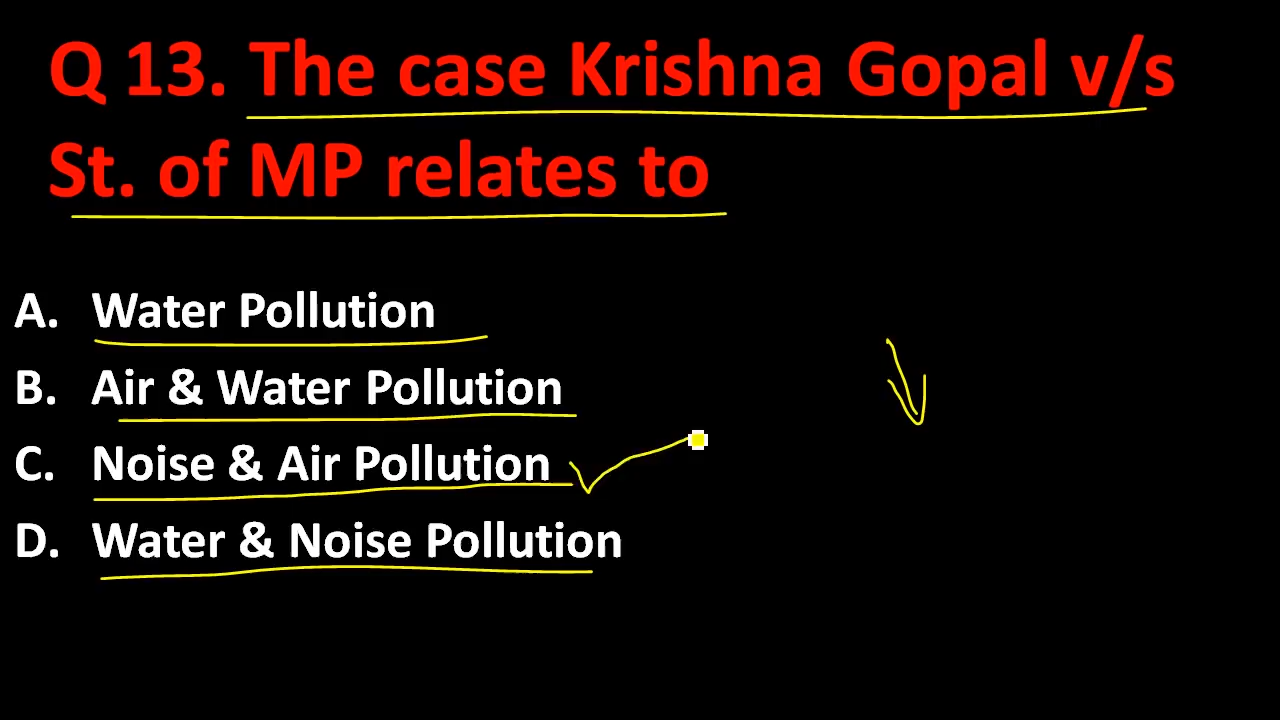 Q 13. The case Krishna Gopal v/s
St. of MP relates to
A. Water Pollution
B. Air & Water Pollution
C. Noise & Air Pollution
D. Water & Noise Pollution